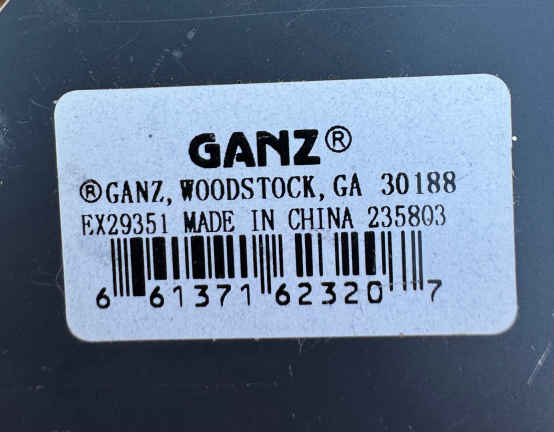 GANZ®
®GANZ, WOODSTOCK, GA 30188
EX29351 MADE IN CHINA 235803
6 61371 62320 7